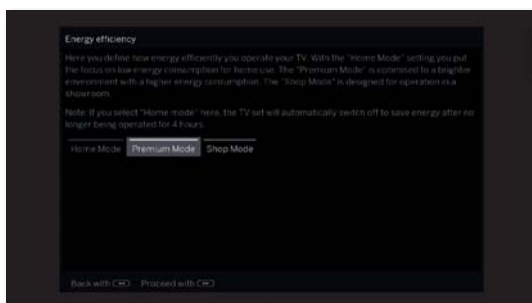 Energy efficiency
Here you define how energy efficiently you operate your TV. With the "Home Mode" setting you put
the focus on low energy consumption for home use. The "Premium Mode" is optimised to a brighter
environment with a higher energy consumption. The "Shop Mode" is designed for operation in a
showroom.
Note: If you select "Home mode" here, the TV set will automatically switch off to save energy after no
longer being operated for 4 hours.
Home Mode Premium Mode Shop Mode
Back with Proceed with